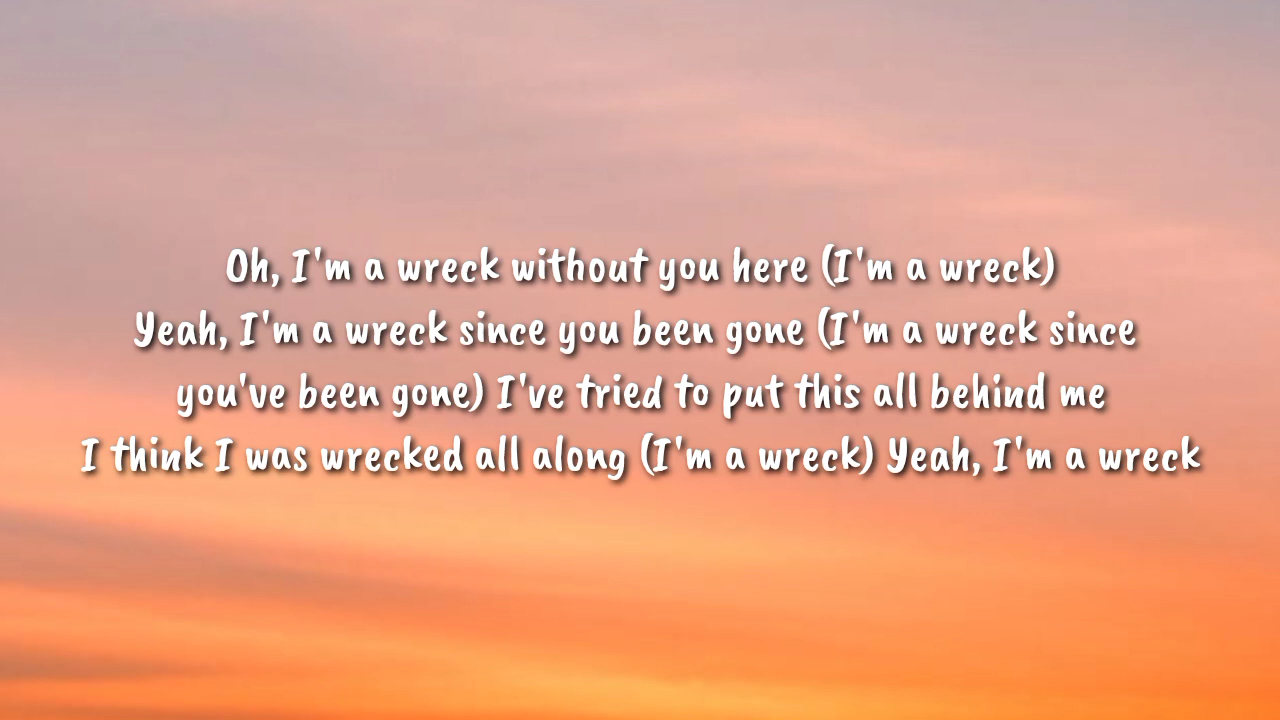 Oh, I'm a wreck without you here (I'm a wreck)
Yeah, I'm a wreck since you been gone (I'm a wreck since
you've been gone) I've tried to put this all behind me
I think I was wrecked all along (I'm a wreck) Yeah, I'm a wreck